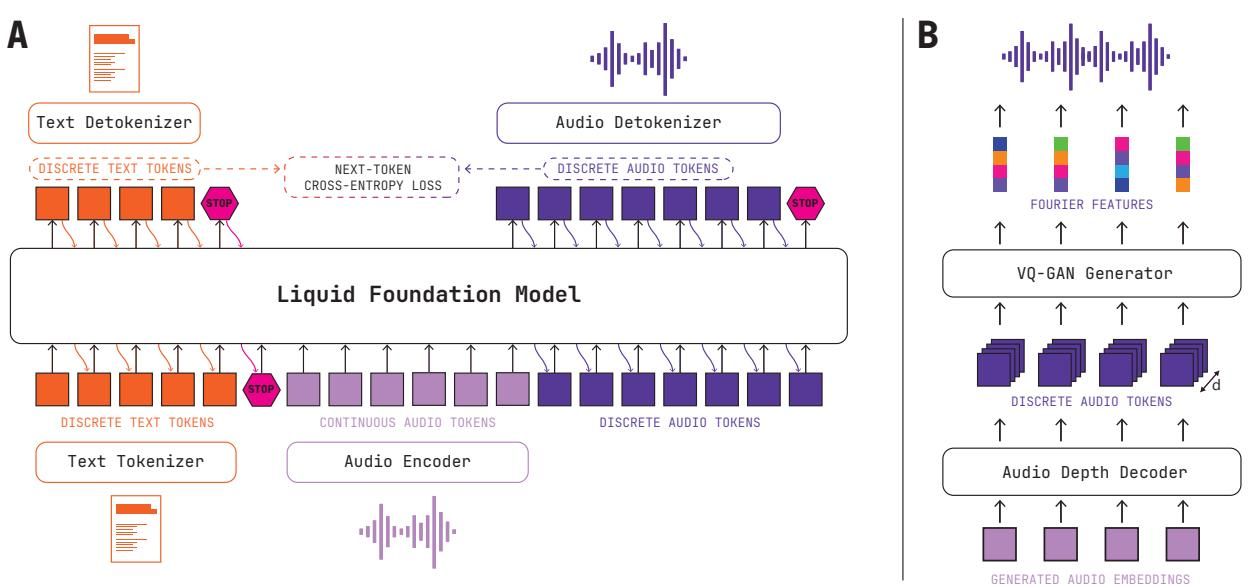 A
Text Detokenizer
Audio Detokenizer
DISCRETE TEXT TOKENS
NEXT-TOKEN
CROSS-ENTROPY LOSS
DISCRETE AUDIO TOKENS
STOP
STOP
Liquid Foundation Model
STOP
DISCRETE TEXT TOKENS
CONTINUOUS AUDIO TOKENS
DISCRETE AUDIO TOKENS
Text Tokenizer
Audio Encoder
B
FOURIER FEATURES
VQ-GAN Generator
d
DISCRETE AUDIO TOKENS
Audio Depth Decoder
GENERATED AUDIO EMBEDDINGS